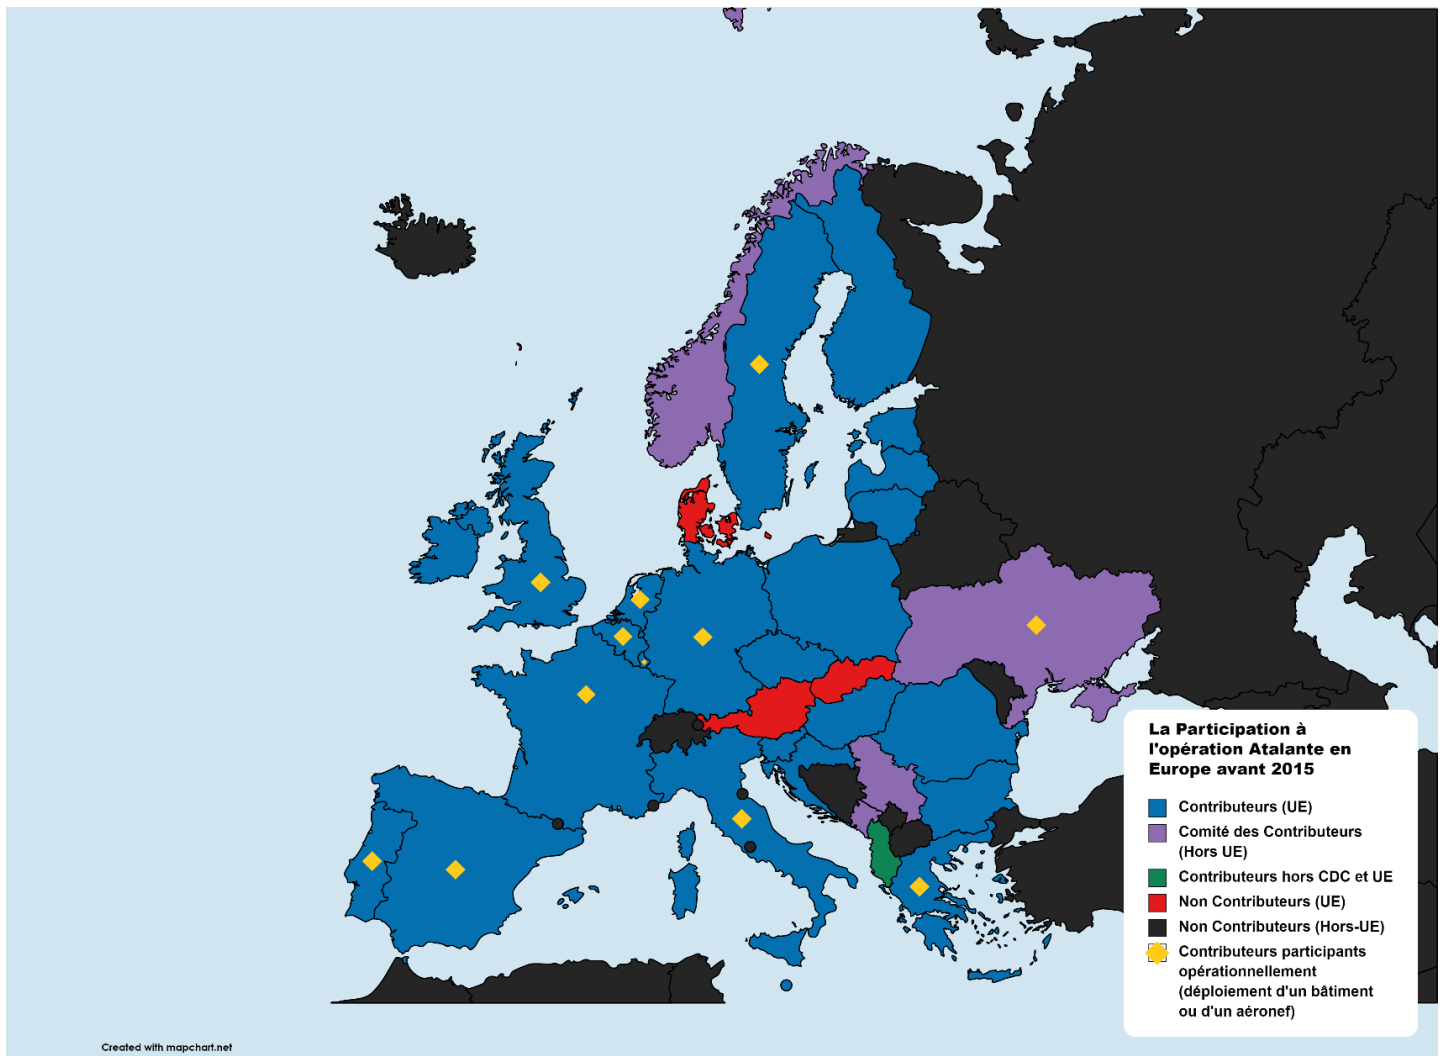 La Participation à
l'opération Atalante en
Europe avant 2015
Contributeurs (UE)
Comité des Contributeurs
(Hors UE)
Contributeurs hors CDC et UE
Non Contributeurs (UE)
Non Contributeurs (Hors-UE)
Contributeurs participants
opérationnellement
(déploiement d'un bâtiment
ou d'un aéronef)
Created with mapchart.net